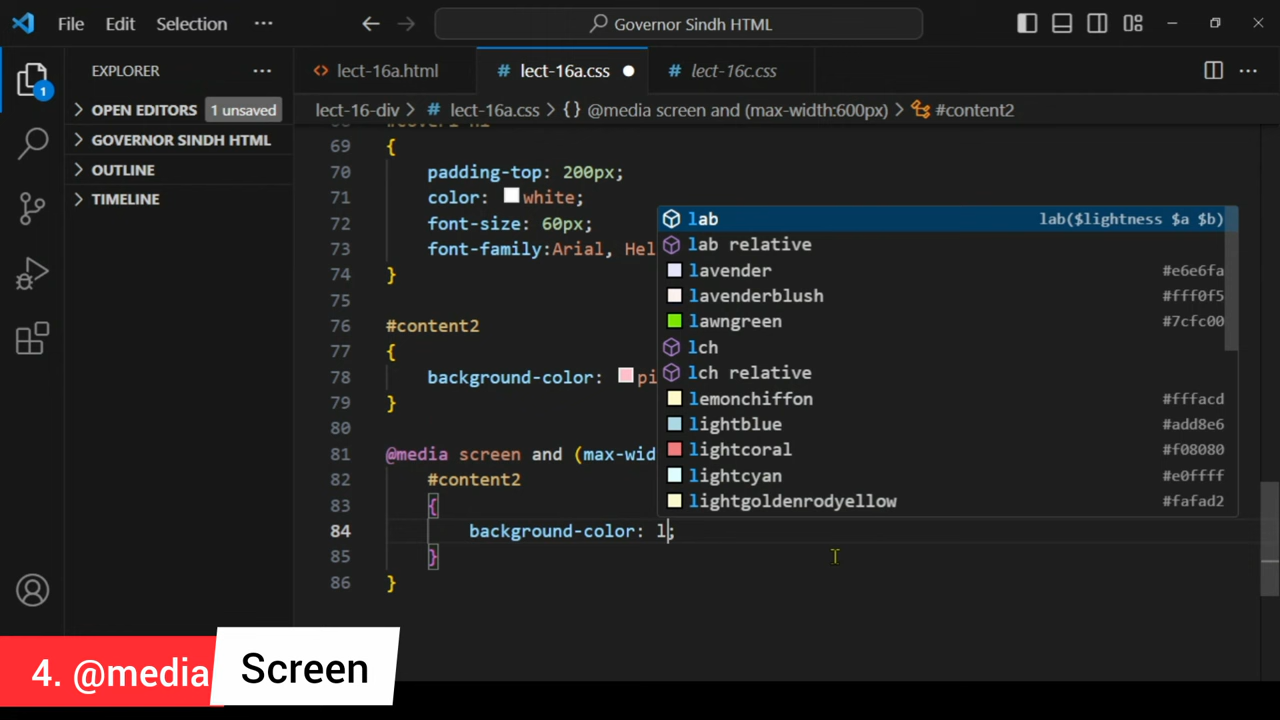 File Edit Selection ··· Governor Sindh HTML
EXPLORER ··· lect-16a.html # lect-16a.css # lect-16c.css ···
1
OPEN EDITORS 1 unsaved
lect-16-div > # lect-16a.css > {} @media screen and (max-width:600px) > #content2
GOVERNOR SINDH HTML
OUTLINE
TIMELINE
69 {
70 padding-top: 200px;
71 color: white;
72 font-size: 60px;
73 font-family:Arial, Hel
74 }
75
76 #content2
77 {
78 background-color: pi
79 }
80
81 @media screen and (max-wid
82 #content2
83 {
84 background-color: l;
85 }
86 }
lab lab($lightness $a $b)
lab relative
lavender #e6e6fa
lavenderblush #fff0f5
lawngreen #7cfc00
lch
lch relative
lemonchiffon #fffacd
lightblue #add8e6
lightcoral #f08080
lightcyan #e0ffff
lightgoldenrodyellow #fafad2
4. @media Screen